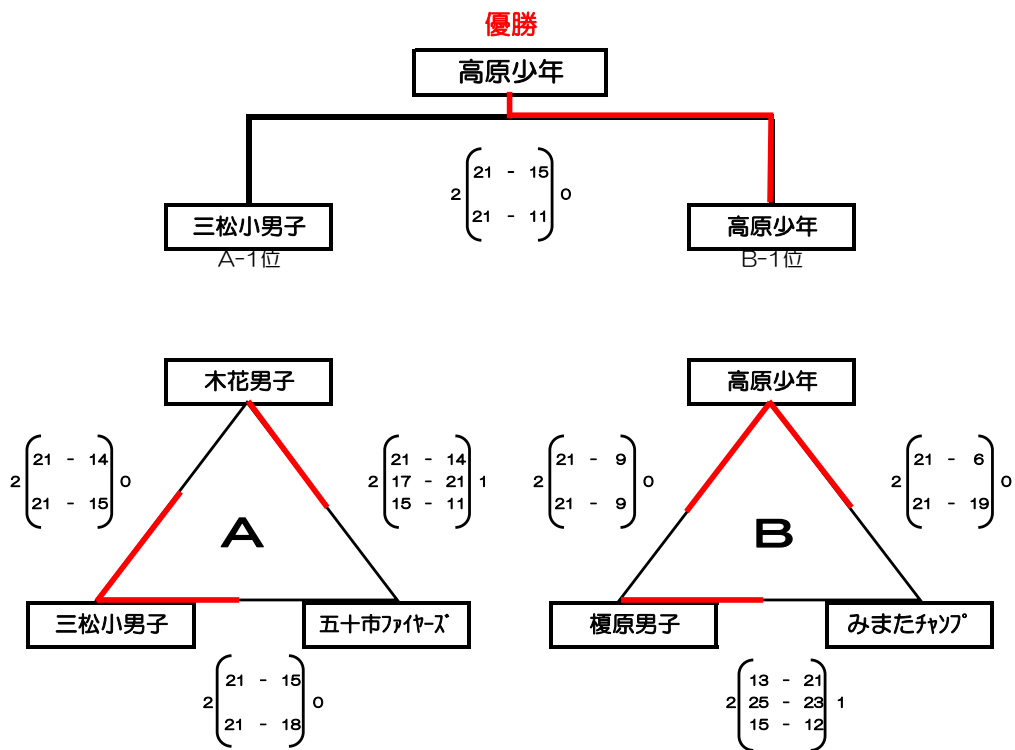 優勝
高原少年
2 21 - 15 0
21 - 11
三松小男子 高原少年
A-1位 B-1位
木花男子 高原少年
2 21 - 14 0
21 - 15
2 21 - 14 1
17 - 21
15 - 11
2 21 - 9 0
21 - 9
2 21 - 6 0
21 - 19
A B
三松小男子 五十市ﾌｧｲﾔｰｽﾞ 榎原男子 みまたﾁｬﾝﾌﾟ
2 21 - 15 0
21 - 18
2 13 - 21 1
25 - 23
15 - 12